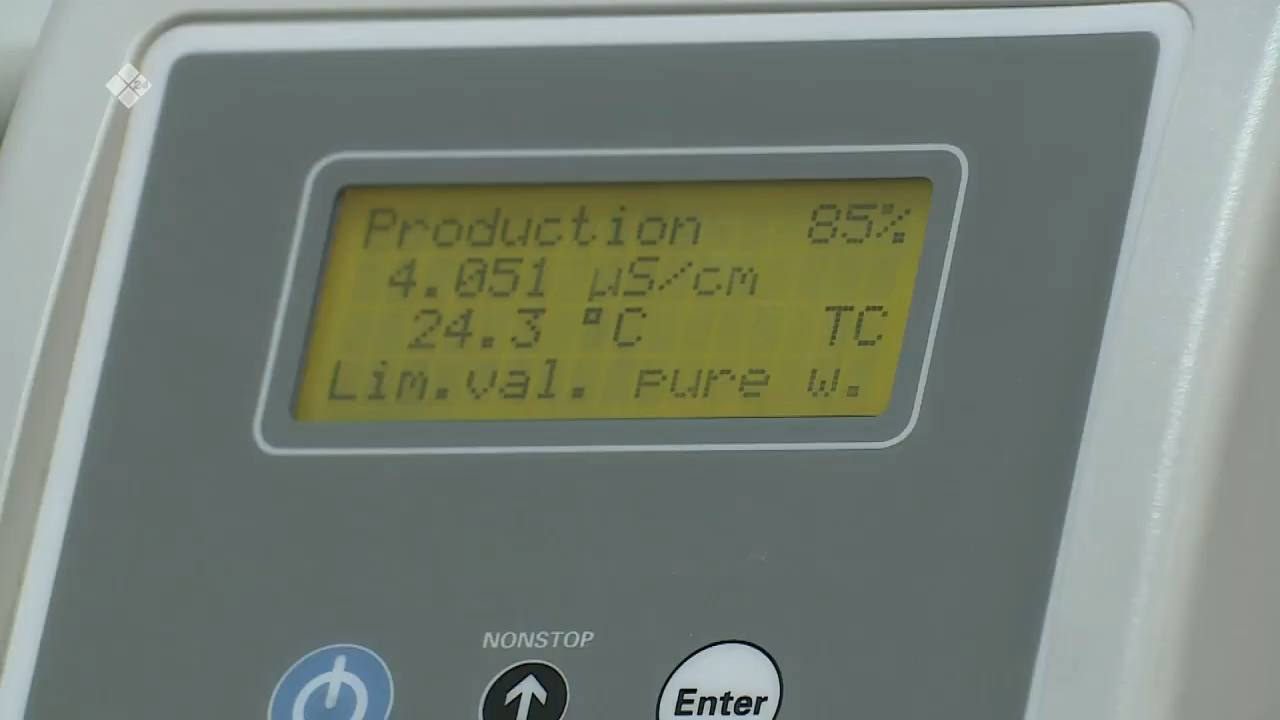 Production 85%
4.051 µS/cm
24.3 °C TC
Lim.val. pure w.
NONSTOP
Enter